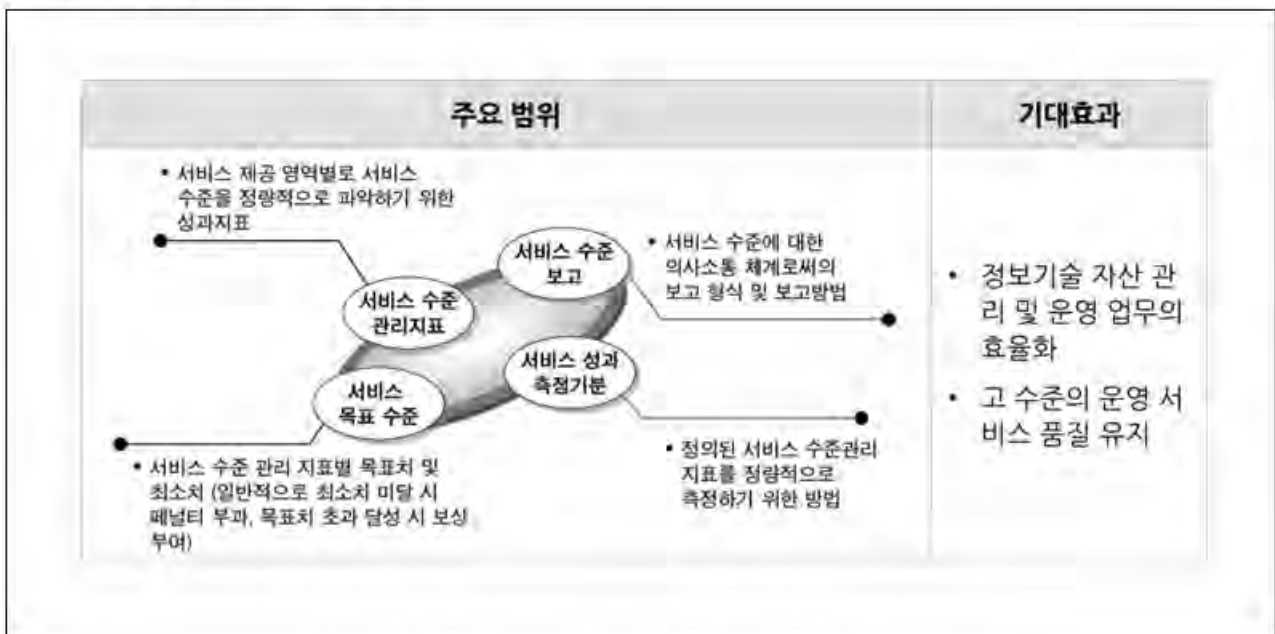 주요 범위
기대효과
• 서비스 제공 영역별로 서비스
수준을 정량적으로 파악하기 위한
성과지표
서비스 수준
관리지표
서비스 수준
보고
• 서비스 수준에 대한
의사소통 체계로써의
보고 형식 및 보고방법
서비스
목표 수준
• 서비스 수준 관리 지표별 목표치 및
최소치 (일반적으로 최소치 미달 시
페널티 부과, 목표치 초과 달성 시 보상
부여)
서비스 성과
측정기분
• 정의된 서비스 수준관리
지표를 정량적으로
측정하기 위한 방법
• 정보기술 자산 관
리 및 운영 업무의
효율화
• 고 수준의 운영 서
비스 품질 유지